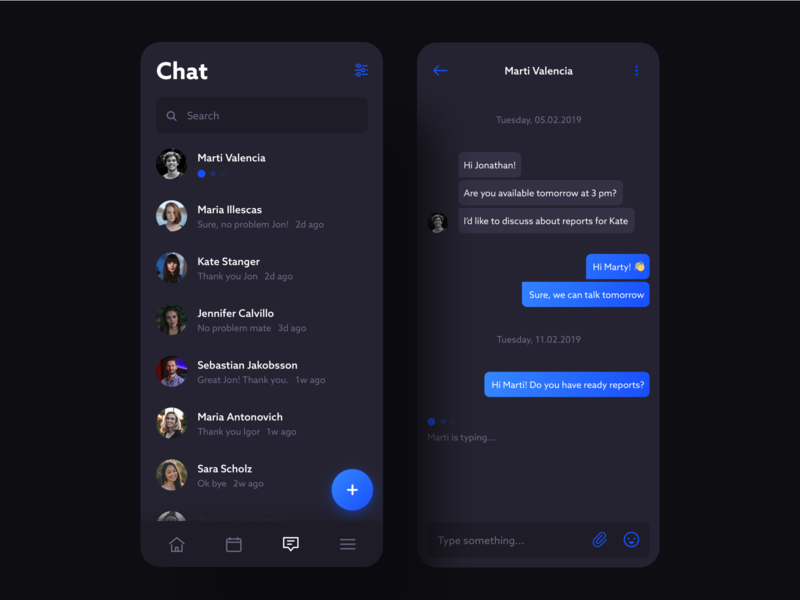 Chat
Search
Marti Valencia
Maria Illescas
Sure, no problem Jon! 2d ago
Kate Stanger
Thank you Jon 2d ago
Jennifer Calvillo
No problem mate 3d ago
Sebastian Jakobsson
Great Jon! Thank you. 1w ago
Maria Antonovich
Thank you Igor 1w ago
Sara Scholz
Ok bye 2w ago
Marti Valencia
Tuesday, 05.02.2019
Hi Jonathan!
Are you available tomorrow at 3 pm?
I'd like to discuss about reports for Kate
Hi Marty! 👋
Sure, we can talk tomorrow
Tuesday, 11.02.2019
Hi Marti! Do you have ready reports?
Marti is typing...
Type something...